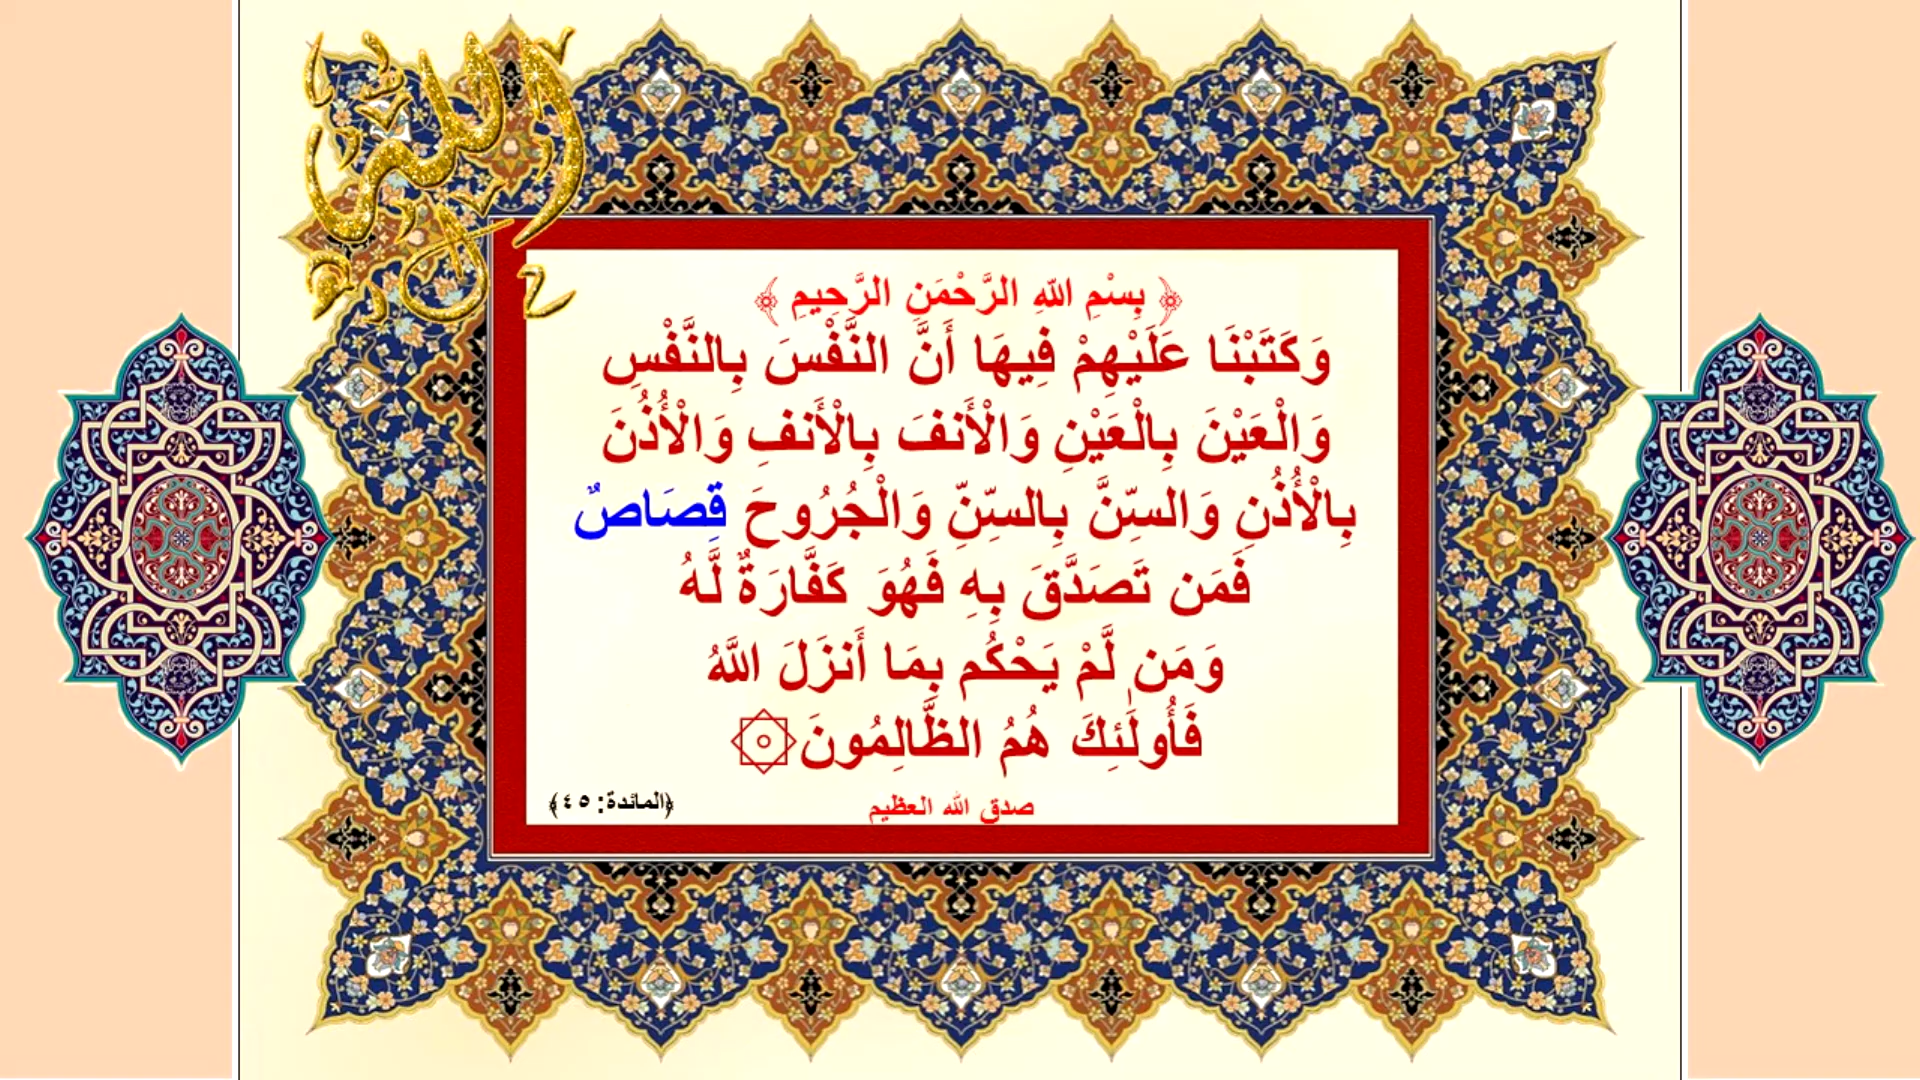 ﴿ بِسْمِ اللهِ الرَّحْمَنِ الرَّحِيمِ ﴾
وَكَتَبْنَا عَلَيْهِمْ فِيهَا أَنَّ النَّفْسَ بِالنَّفْسِ
وَالْعَيْنَ بِالْعَيْنِ وَالْأَنفَ بِالْأَنفِ وَالْأُذُنَ
بِالْأُذُنِ وَالسِّنَّ بِالسِّنِّ وَالْجُرُوحَ قِصَاصٌ
فَمَن تَصَدَّقَ بِهِ فَهُوَ كَفَّارَةٌ لَّهُ
وَمَن لَّمْ يَحْكُم بِمَا أَنزَلَ اللَّهُ
فَأُولَٰئِكَ هُمُ الظَّالِمُونَ۞
صدق الله العظيم
﴿المائدة: ٤٥﴾